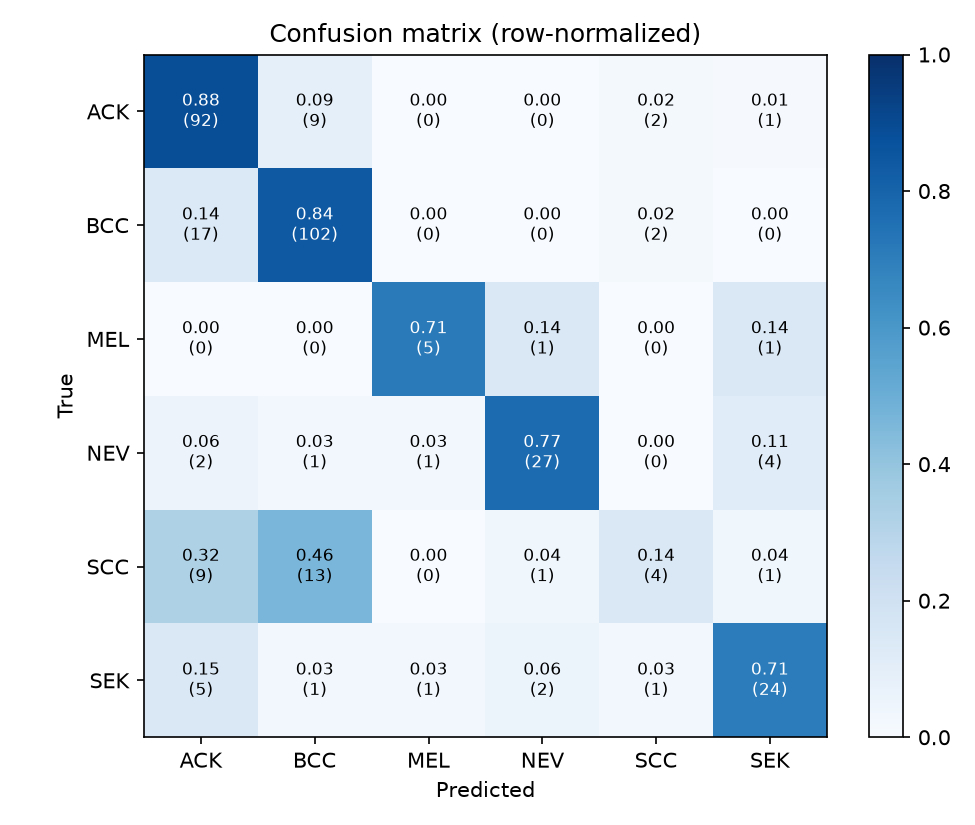 Confusion matrix (row-normalized)
ACK 0.88 0.09 0.00 0.00 0.02 0.01
(92) (9) (0) (0) (2) (1)
BCC 0.14 0.84 0.00 0.00 0.02 0.00
(17) (102) (0) (0) (2) (0)
MEL 0.00 0.00 0.71 0.14 0.00 0.14
(0) (0) (5) (1) (0) (1)
NEV 0.06 0.03 0.03 0.77 0.00 0.11
(2) (1) (1) (27) (0) (4)
SCC 0.32 0.46 0.00 0.04 0.14 0.04
(9) (13) (0) (1) (4) (1)
SEK 0.15 0.03 0.03 0.06 0.03 0.71
(5) (1) (1) (2) (1) (24)
ACK BCC MEL NEV SCC SEK
Predicted
True
1.0
0.8
0.6
0.4
0.2
0.0